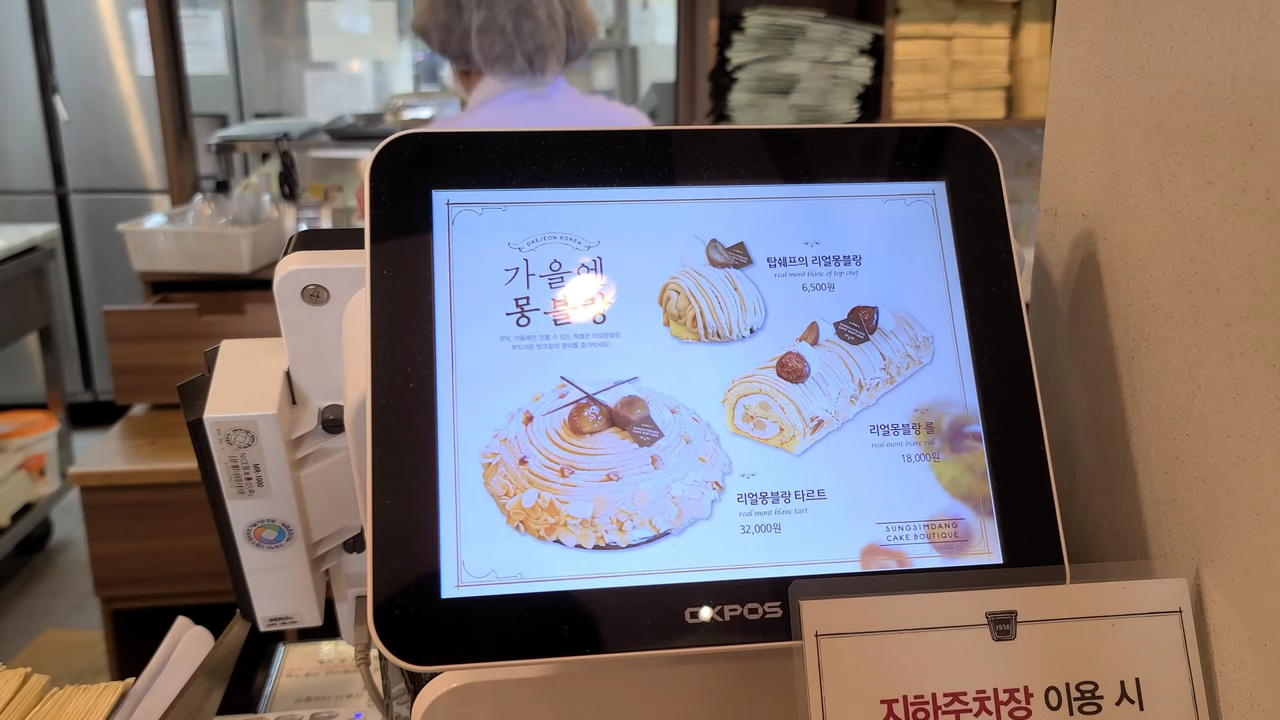 DAEJEON KOREA
가을엔
몽블랑
탑쉐프의 리얼몽블랑
real mont blanc of top chef
6,500원
리얼몽블랑 롤
real mont blanc roll
18,000원
리얼몽블랑 타르트
real mont blanc tart
32,000원
SUNGSIMDANG
CAKE BOUTIQUE
OKPOS
1956
지하주차장 이용 시